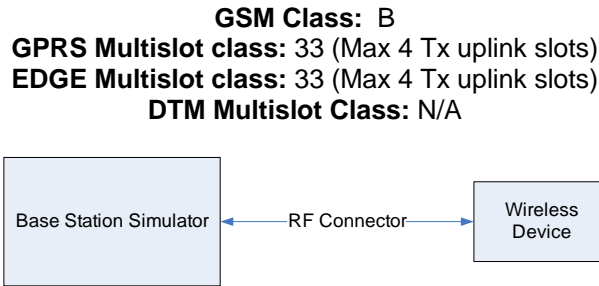 GSM Class: B
GPRS Multislot class: 33 (Max 4 Tx uplink slots)
EDGE Multislot class: 33 (Max 4 Tx uplink slots)
DTM Multislot Class: N/A
Base Station Simulator
RF Connector
Wireless
Device